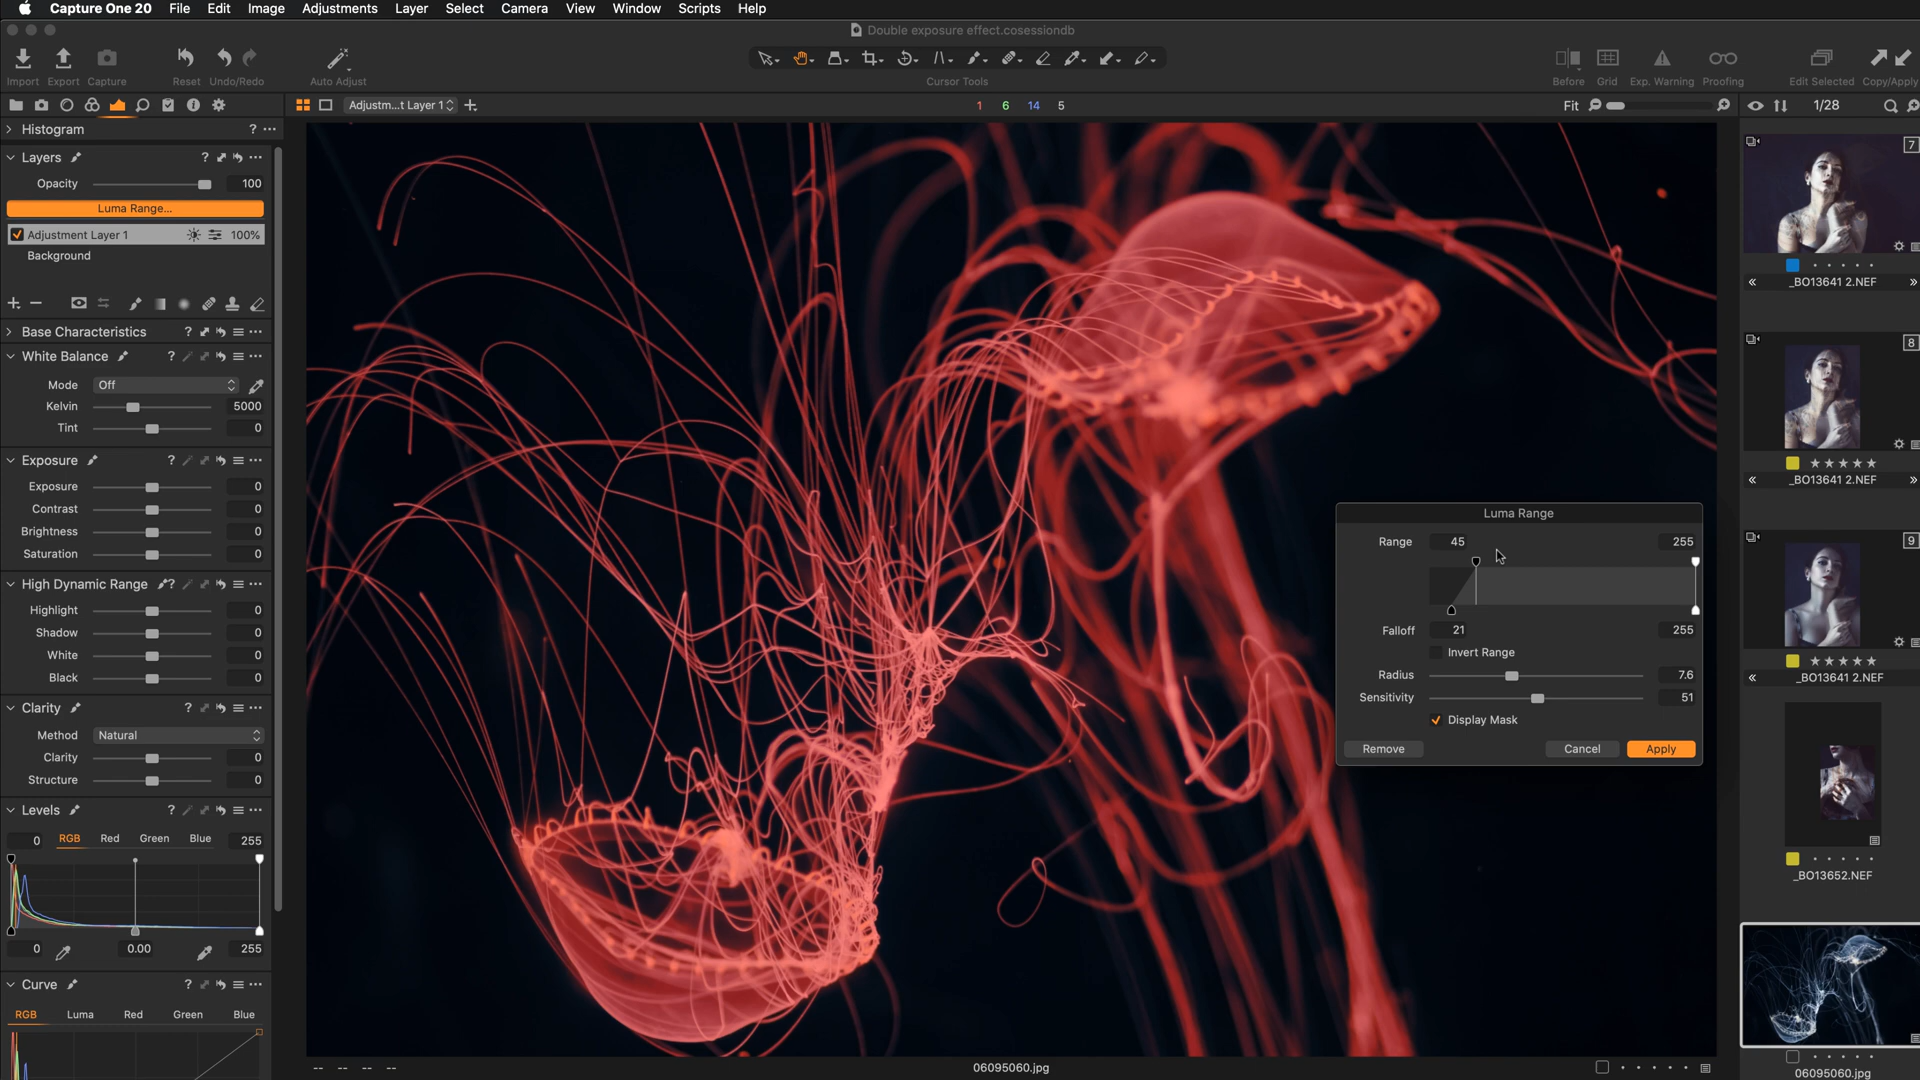 Capture One 20 File Edit Image Adjustments Layer Select Camera View Window Scripts Help
Double exposure effect.cosessiondb
Import Export Capture Reset Undo/Redo Auto Adjust Cursor Tools Before Grid Exp. Warning Proofing Edit Selected Copy/Apply
Adjustm...t Layer 1 1 6 14 5 Fit 1/28
Histogram ? ...
Layers ? ...
Opacity 100
Luma Range...
Adjustment Layer 1 100%
Background
Base Characteristics ? ...
White Balance ? ...
Mode Off
Kelvin 5000
Tint 0
Exposure ? ...
Exposure 0
Contrast 0
Brightness 0
Saturation 0
High Dynamic Range ? ...
Highlight 0
Shadow 0
White 0
Black 0
Clarity ? ...
Method Natural
Clarity 0
Structure 0
Levels ? ...
0 RGB Red Green Blue 255
0 0.00 255
Curve ? ...
RGB Luma Red Green Blue
Luma Range
Range 45 255
Falloff 21 255
Invert Range
Radius 7.6
Sensitivity 51
Display Mask
Remove Cancel Apply
-- -- -- -- 06095060.jpg
7
« _BO13641 2.NEF »
8
« _BO13641 2.NEF »
9
« _BO13641 2.NEF
_BO13652.NEF
06095060.jpg